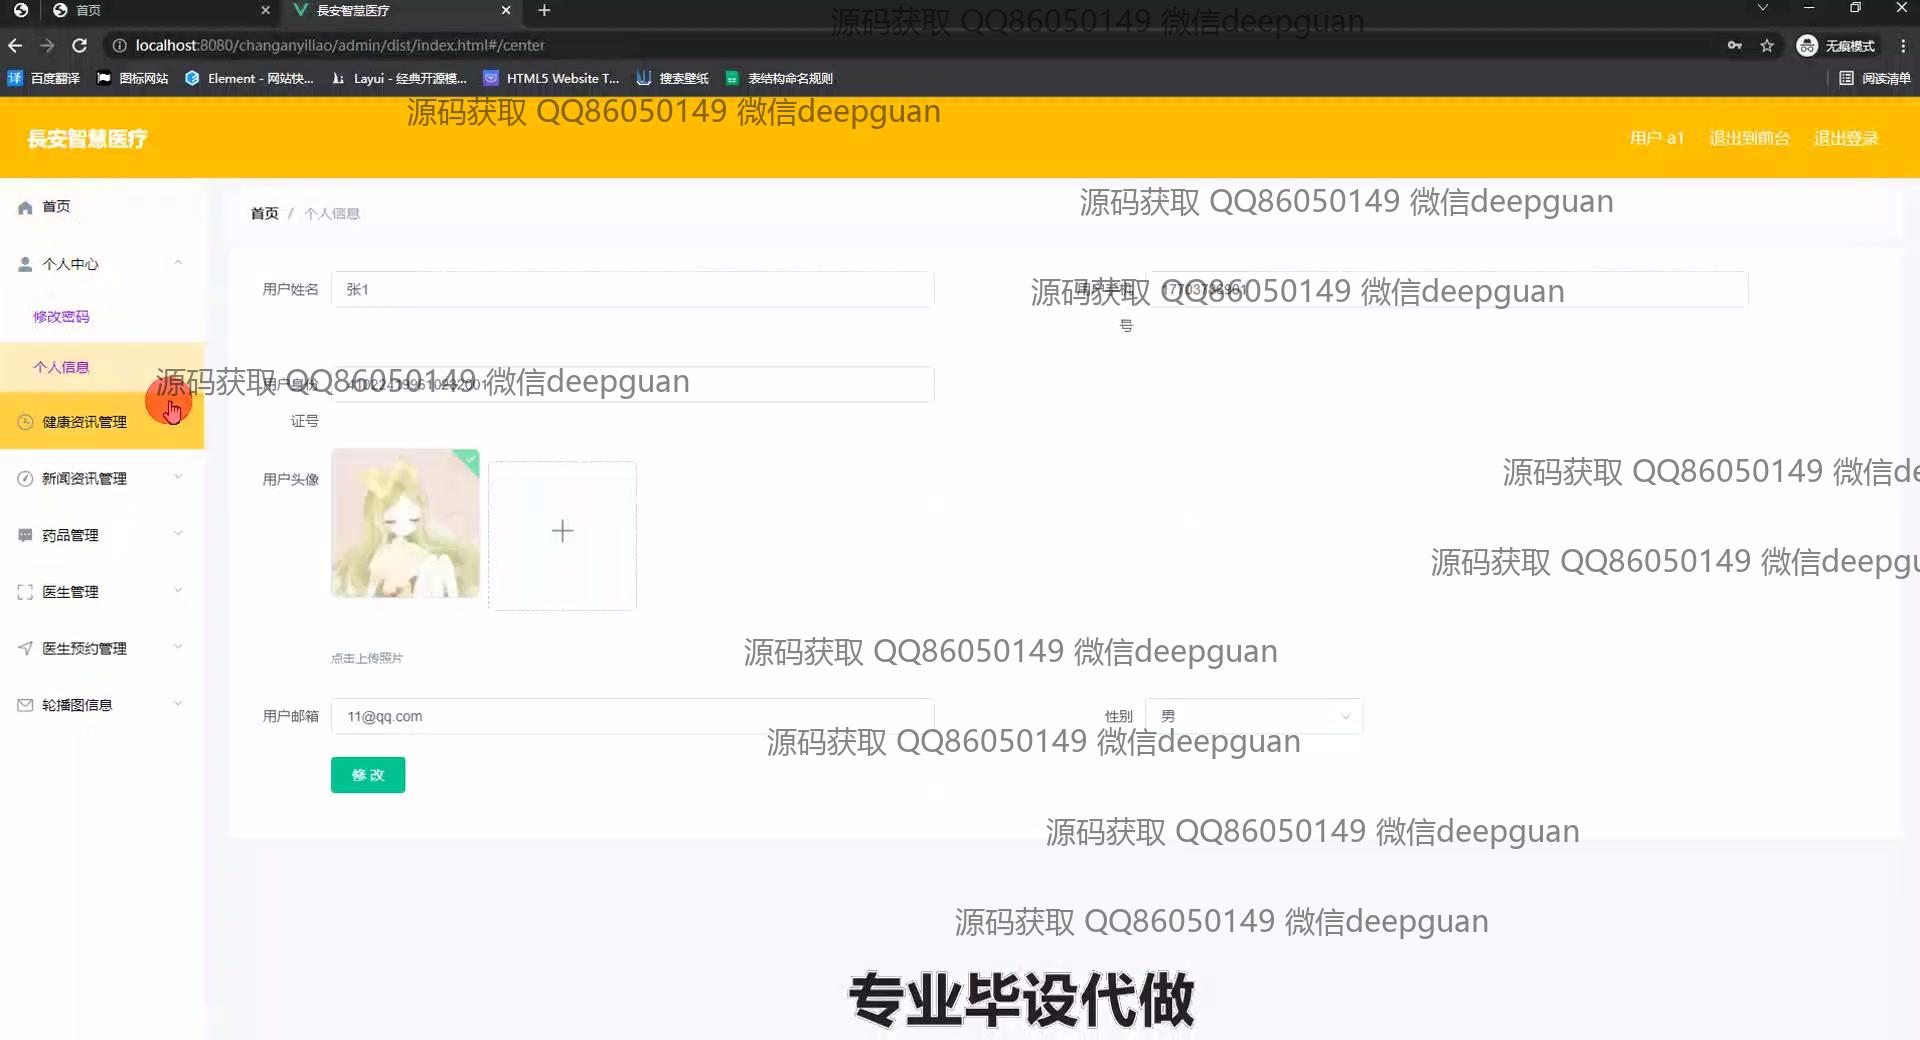 首页
長安智慧医疗
源码获取 QQ86050149 微信deepguan
localhost:8080/changanyiliao/admin/dist/index.html#/center
无痕模式
百度翻译 图标网站 Element - 网站快... Layui - 经典开源模... HTML5 Website T... 搜索壁纸 表结构命名规则 阅读清单
源码获取 QQ86050149 微信deepguan
長安智慧医疗
用户 a1 退出到前台 退出登录
首页
源码获取 QQ86050149 微信deepguan
首页 / 个人信息
个人中心
用户姓名 张1
源码获取 QQ86050149 微信deepguan
号
修改密码
个人信息
源码获取 QQ86050149 微信deepguan
证号
健康资讯管理
新闻资讯管理
用户头像
源码获取 QQ86050149 微信de
药品管理
源码获取 QQ86050149 微信deepgu
医生管理
医生预约管理
源码获取 QQ86050149 微信deepguan
点击上传照片
轮播图信息
用户邮箱 11@qq.com
性别 男
源码获取 QQ86050149 微信deepguan
修改
源码获取 QQ86050149 微信deepguan
源码获取 QQ86050149 微信deepguan
专业毕设代做